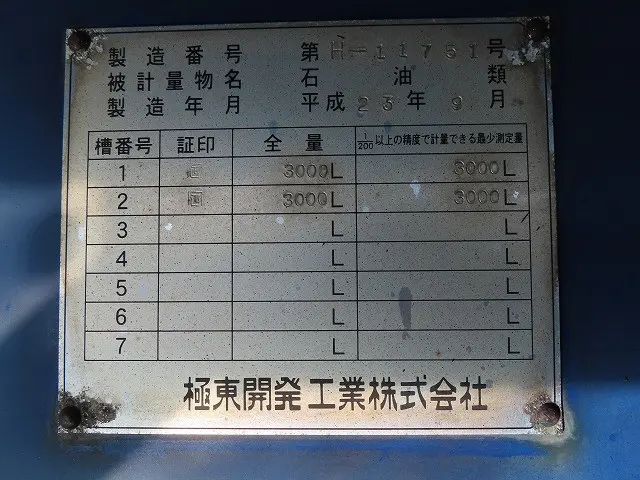 製造番号 第H-11751号
被計量物名 石油類
製造年月 平成23年9月
槽番号 証印 全量 1/200以上の精度で計量できる最少測定量
1 3000L 3000L
2 3000L 3000L
3 L L
4 L L
5 L L
6 L L
7 L L
極東開発工業株式会社